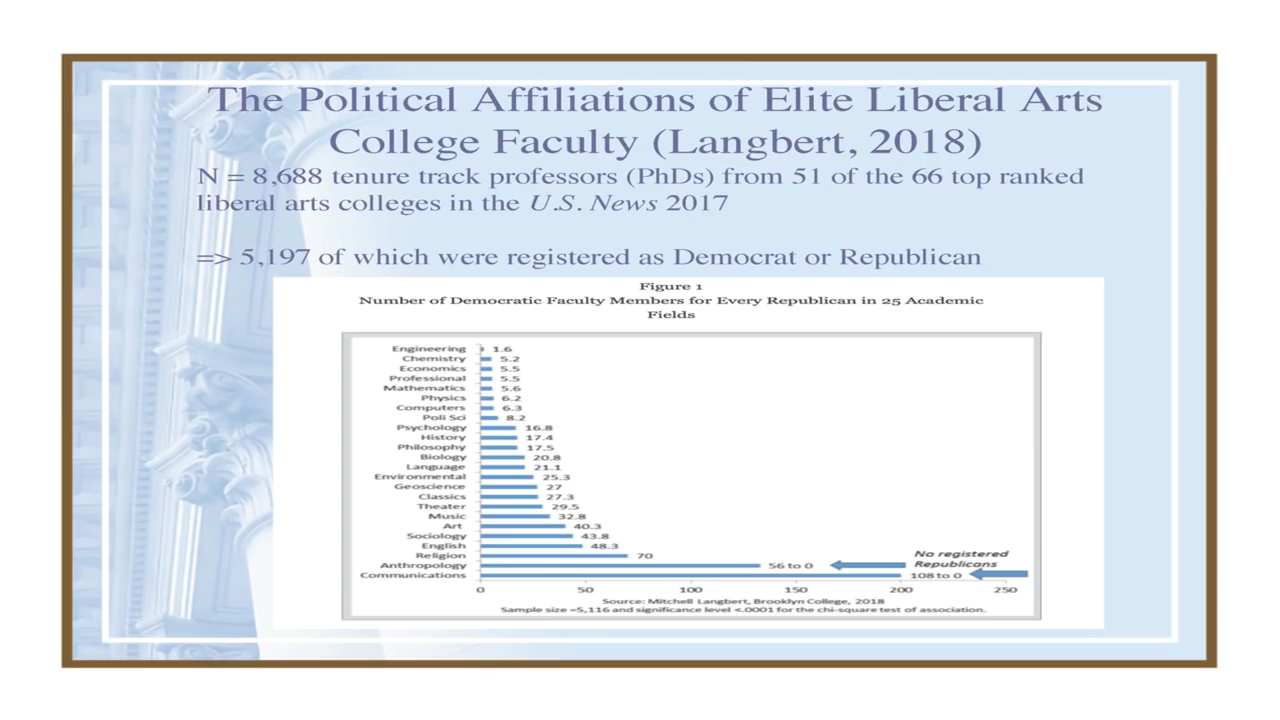 The Political Affiliations of Elite Liberal Arts
College Faculty (Langbert, 2018)
N = 8,688 tenure track professors (PhDs) from 51 of the 66 top ranked
liberal arts colleges in the U.S. News 2017
=> 5,197 of which were registered as Democrat or Republican
Figure 1
Number of Democratic Faculty Members for Every Republican in 25 Academic
Fields
Engineering 1.6
Chemistry 5.2
Economics 5.5
Professional 5.5
Mathematics 5.6
Physics 6.2
Computers 6.3
Poli Sci 8.2
Psychology 16.8
History 17.4
Philosophy 17.5
Biology 20.8
Language 21.1
Environmental 25.3
Geoscience 27
Classics 27.3
Theater 29.5
Music 32.8
Art 40.3
Sociology 43.8
English 48.3
Religion 70
Anthropology 56 to 0
Communications 108 to 0
No registered
Republicans
0 50 100 150 200 250
Source: Mitchell Langbert, Brooklyn College, 2018
Sample size =5,116 and significance level <.0001 for the chi-square test of association.